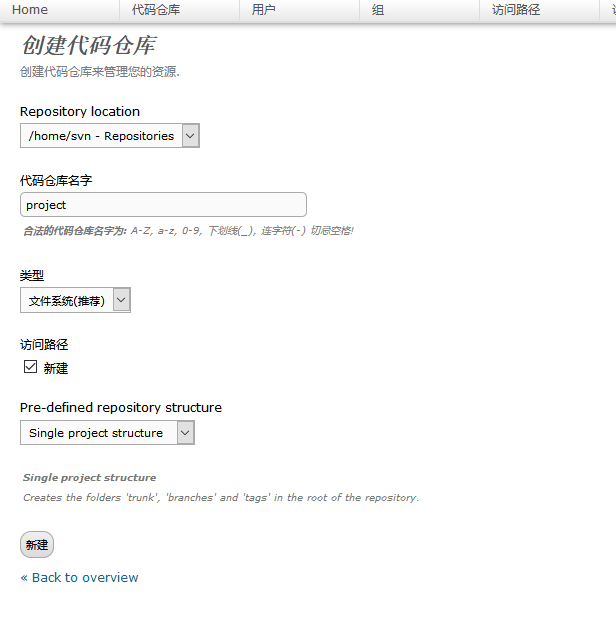 Home 代码仓库 用户 组 访问路径
创建代码仓库
创建代码仓库来管理您的资源.
Repository location
/home/svn - Repositories
代码仓库名字
project
合法的代码仓库名字为: A-Z, a-z, 0-9, 下划线(_), 连字符(-) 切忌空格!
类型
文件系统(推荐)
访问路径
新建
Pre-defined repository structure
Single project structure
Single project structure
Creates the folders 'trunk', 'branches' and 'tags' in the root of the repository.
新建
« Back to overview